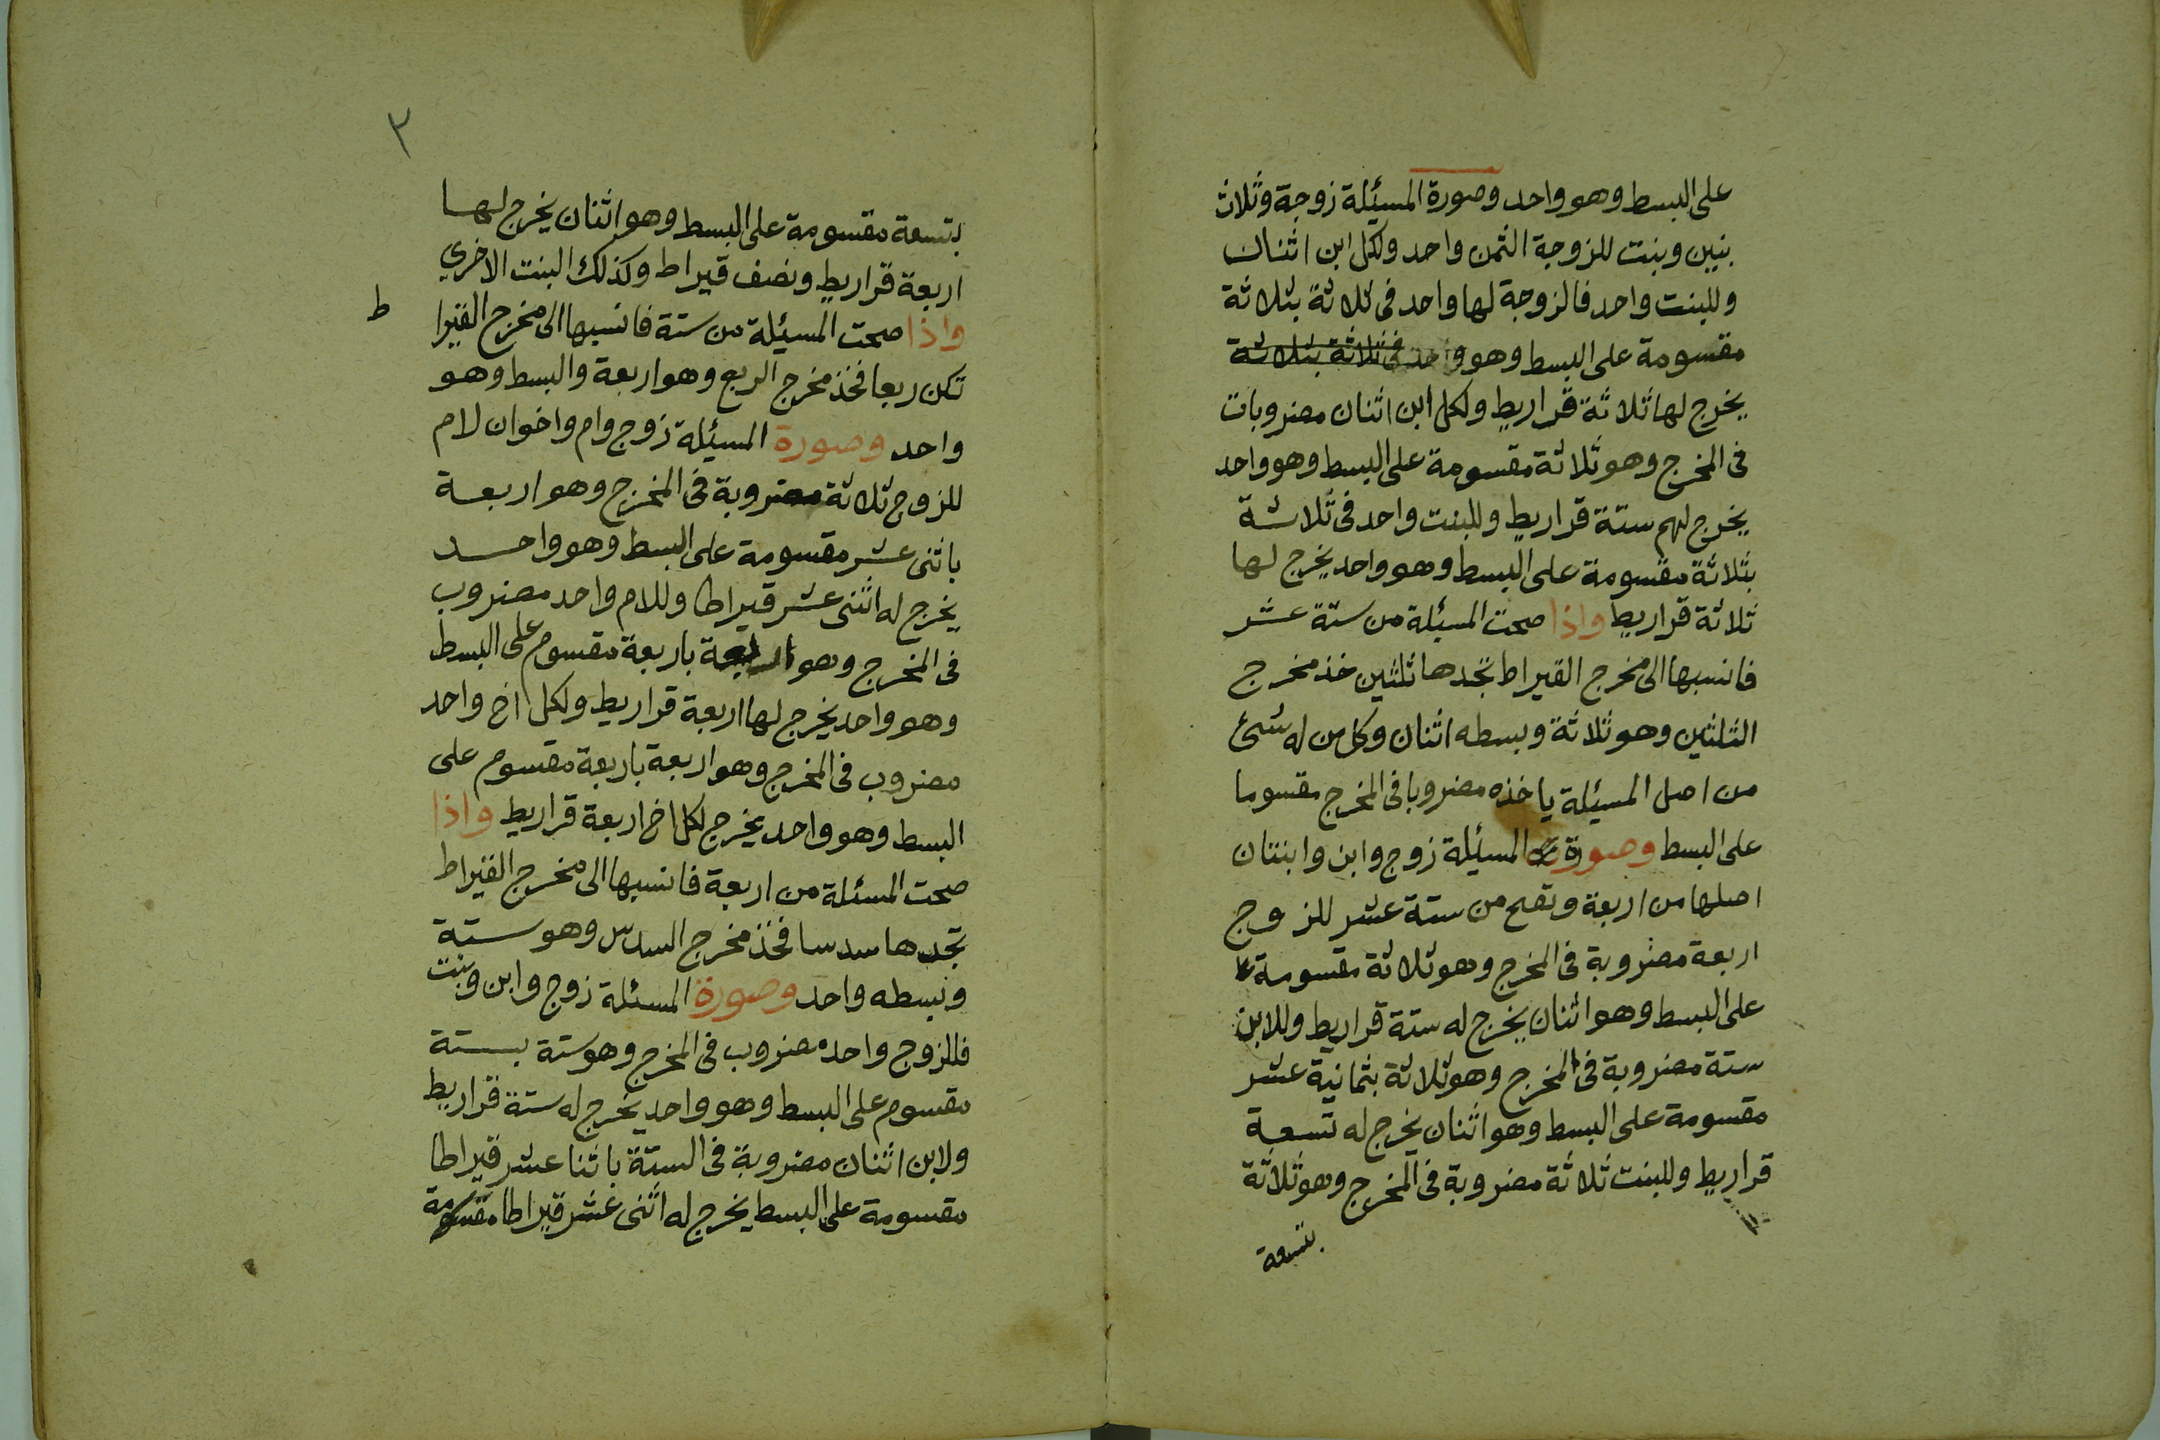 على البسط وهو واحد وصورة المسئيلة زوجة وثلاث
بنين وبنت للزوجة الثمن واحد ولكل ابن اثنان
وللبنت واحد فالزوجة لها واحد فى ثلاثة بثلاثة
مقسومة على البسط وهو واحد فى ثلاثة بثلاثة
يخرج لها ثلاثة قراريط ولكل ابن اثنان مضروبات
فى المخرج وهو ثلاثة مقسومة على البسط وهو واحد
يخرج لهم ستة قراريط وللبنت واحد فى ثلاثة
بثلاثة مقسومة على البسط وهو واحد يخرج لها
ثلاثة قراريط واذا صحت المسئلة من ستة عشر
فانسبها الى مخرج القيراط تجدها ثلثين خذ مخرج
الثلثين وهو ثلاثة وبسطه اثنان وكل من له شئ
من اصل المسئيلة ياخذه مضروبا فى المخرج مقسوما
على البسط وصورة المسئيلة زوج وابن وابنتان
اصلها من اربعة وتصح من ستة عشر للزوج
اربعة مضروبة فى المخرج وهو ثلاثة مقسومة
على البسط وهو اثنان يخرج له ستة قراريط وللابن
ستة مضروبة فى المخرج وهو ثلاثة بثمانية عشر
مقسومة على البسط وهو اثنان يخرج له تسعة
قراريط وللبنت ثلاثة مضروبة فى المخرج وهو ثلاثة
بتسعة
٣
بتسعة مقسومة على البسط وهو اثنان يخرج لها
اربعة قراريط ونصف قيراط وكذلك البنت الاخري
واذا صحت المسئيلة من ستة فانسبها الى مخرج القيرا
ط
تكن ربعا فخذ مخرج الربع وهو اربعة والبسط وهو
واحد وصورة المسئيلة زوج وام واخوان لام
للزوج ثلاثة مضروبة فى المخرج وهو اربعة
باثنى عشر مقسومة على البسط وهو واحد
يخرج له اثنى عشر قيراطا وللام واحد مضروب
فى المخرج وهو اربعة باربعة مقسوم على البسط
وهو واحد يخرج لها اربعة قراريط ولكل اخ واحد
مضروب فى المخرج وهو اربعة باربعة مقسوم على
البسط وهو واحد يخرج لكل اخ اربعة قراريط واذا
صحت المسئلة من اربعة فانسبها الى مخرج القيراط
تجدها سدسا فخذ مخرج السدس وهو ستة
وبسطه واحد وصورة المسئلة زوج وابن وبنت
فللزوج واحد مضروب فى المخرج وهو ستة بستة
مقسوم على البسط وهو واحد يخرج له ستة قراريط
ولابن اثنان مضروبة فى الستة باثنا عشر قيراطا
مقسومة على البسط يخرج له اثنى عشر قيراطا مقسومة